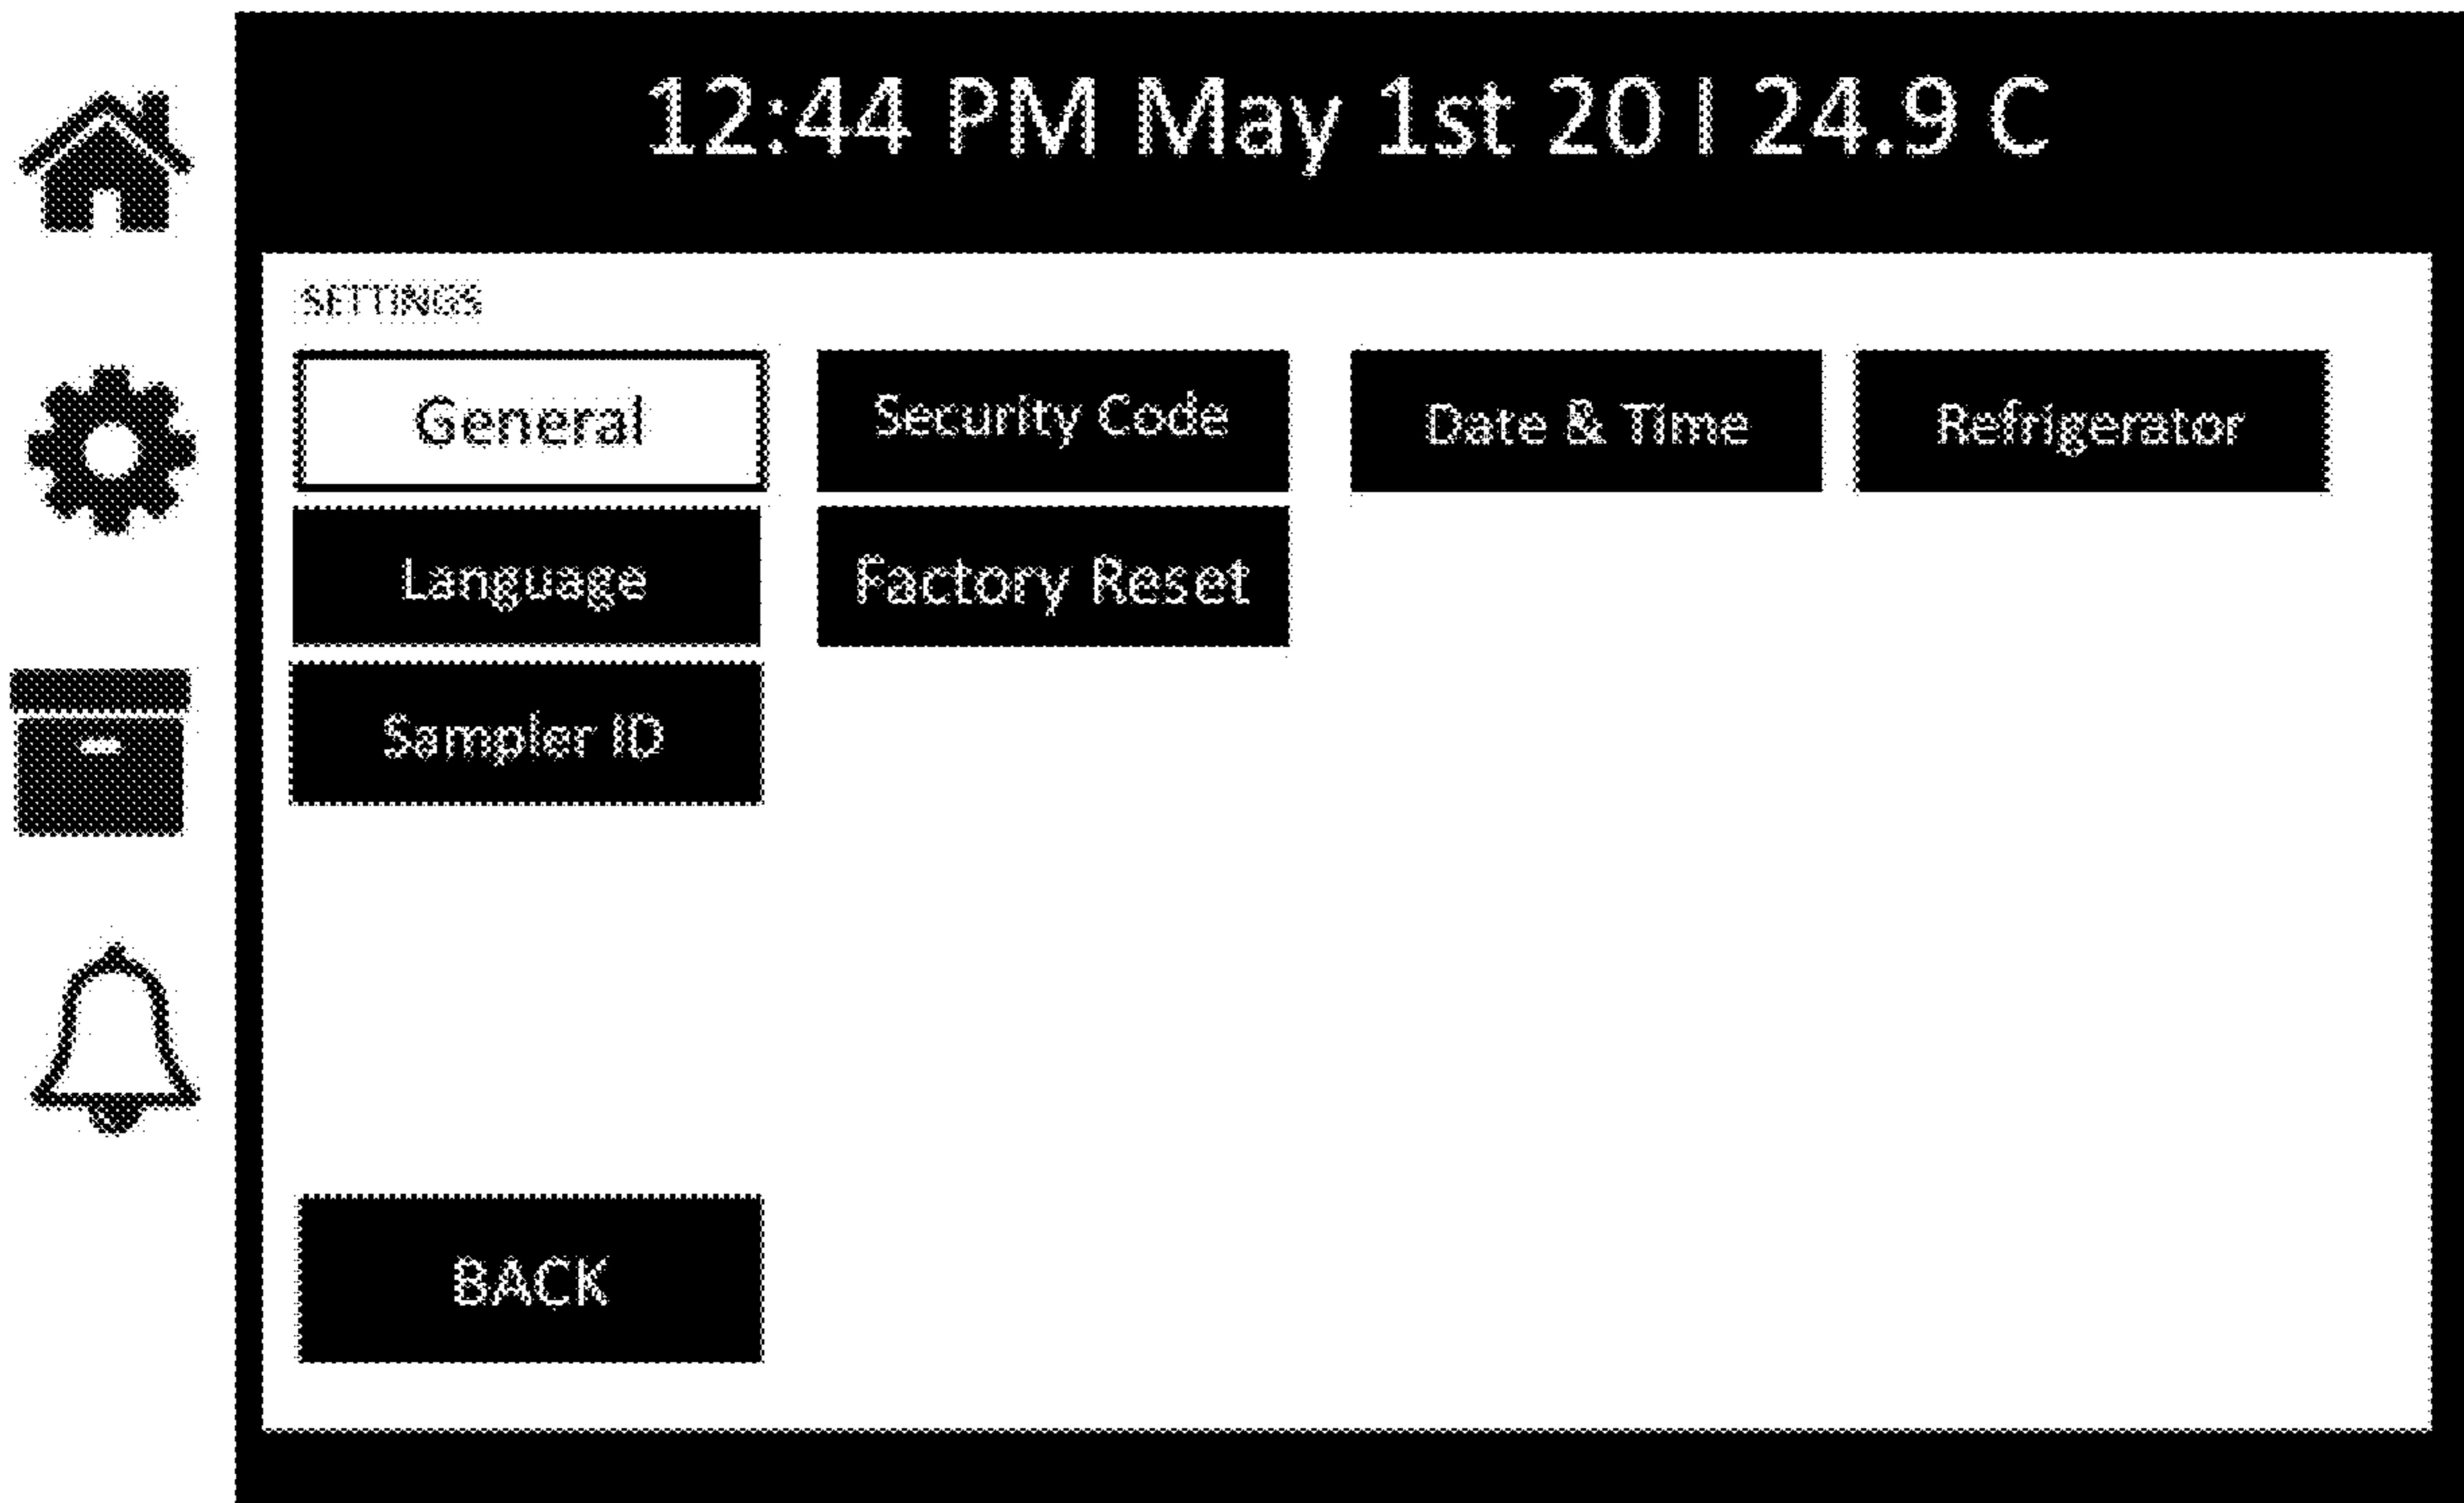 12:44 PM May 1st 20 | 24.9 C
SETTINGS
General Security Code Date & Time Refrigerator
Language Factory Reset
Sampler ID
BACK